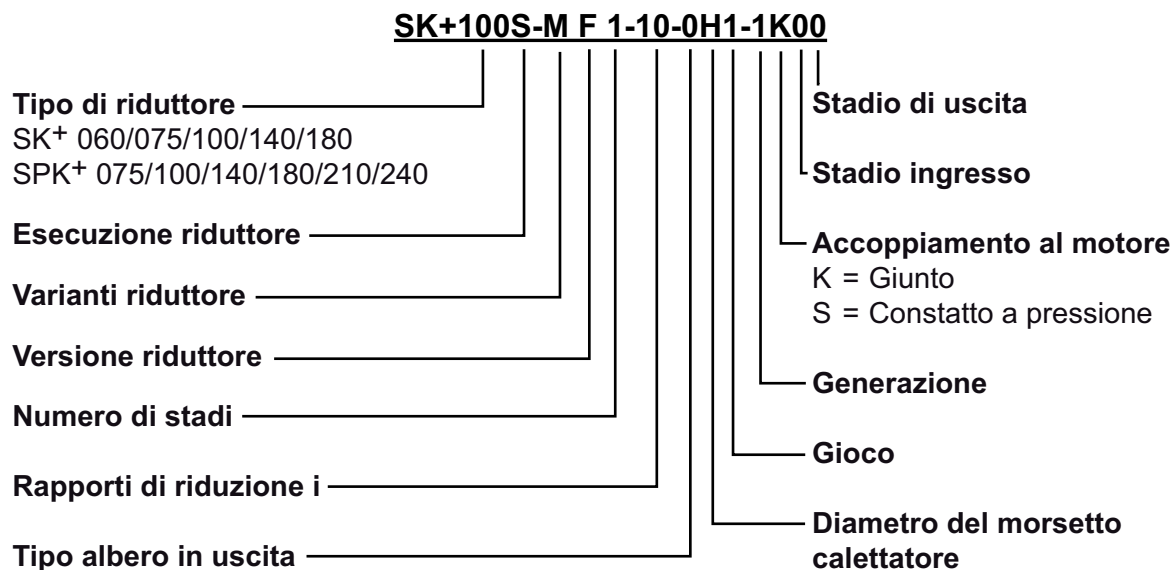 SK+100S-M F 1-10-0H1-1K00
Tipo di riduttore
SK+ 060/075/100/140/180
SPK+ 075/100/140/180/210/240
Esecuzione riduttore
Varianti riduttore
Versione riduttore
Numero di stadi
Rapporti di riduzione i
Tipo albero in uscita
Stadio di uscita
Stadio ingresso
Accoppiamento al motore
K = Giunto
S = Constatto a pressione
Generazione
Gioco
Diametro del morsetto
calettatore